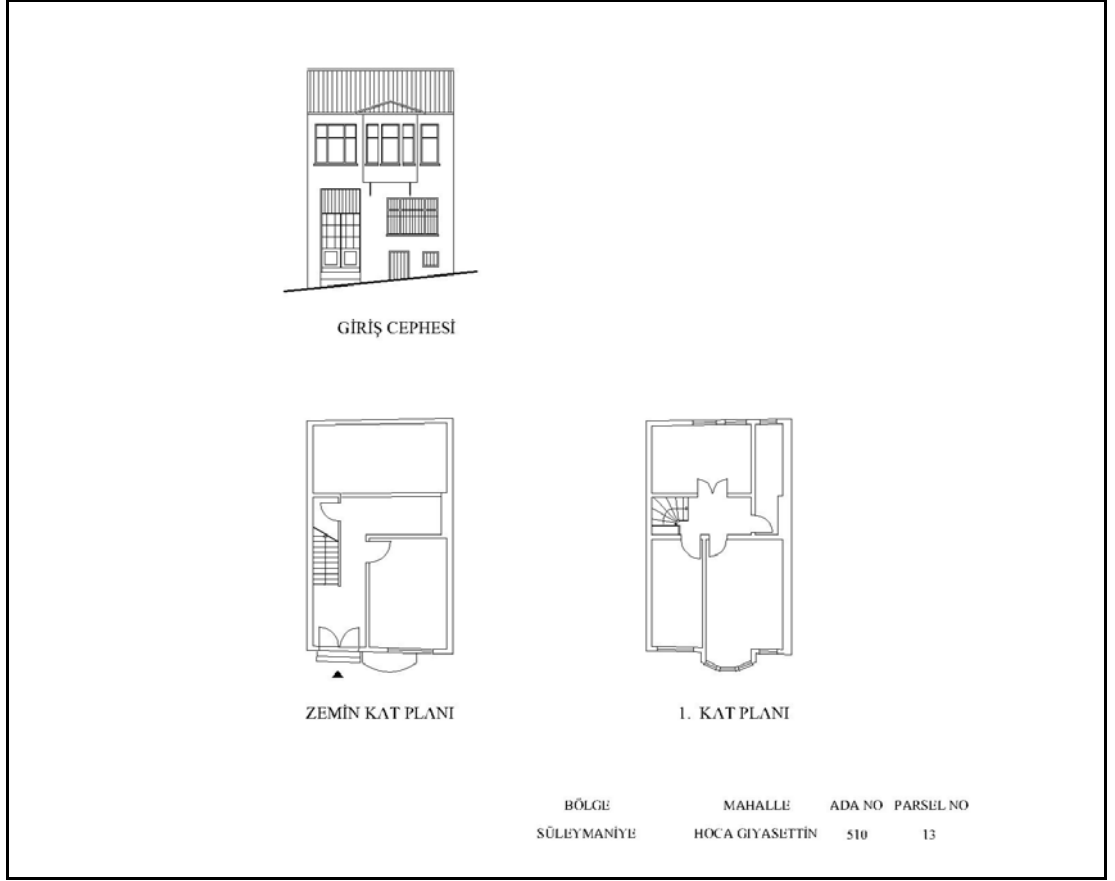 GİRİŞ CEPHESİ
ZEMİN KAT PLANI
1. KAT PLANI
BÖLGE MAHALLE ADA NO PARSEL NO
SÜLEYMANİYE HOCA GIYASETTİN 510 13